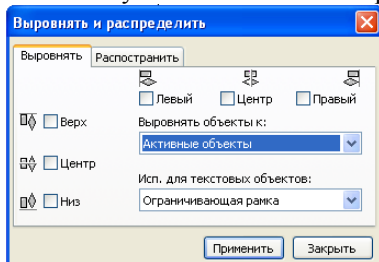 Выровнять и распределить
Выровнять Распостранить
Левый Центр Правый
Верх Выровнять объекты к:
Активные объекты
Центр
Исп. для текстовых объектов:
Низ Ограничивающая рамка
Применить Закрыть